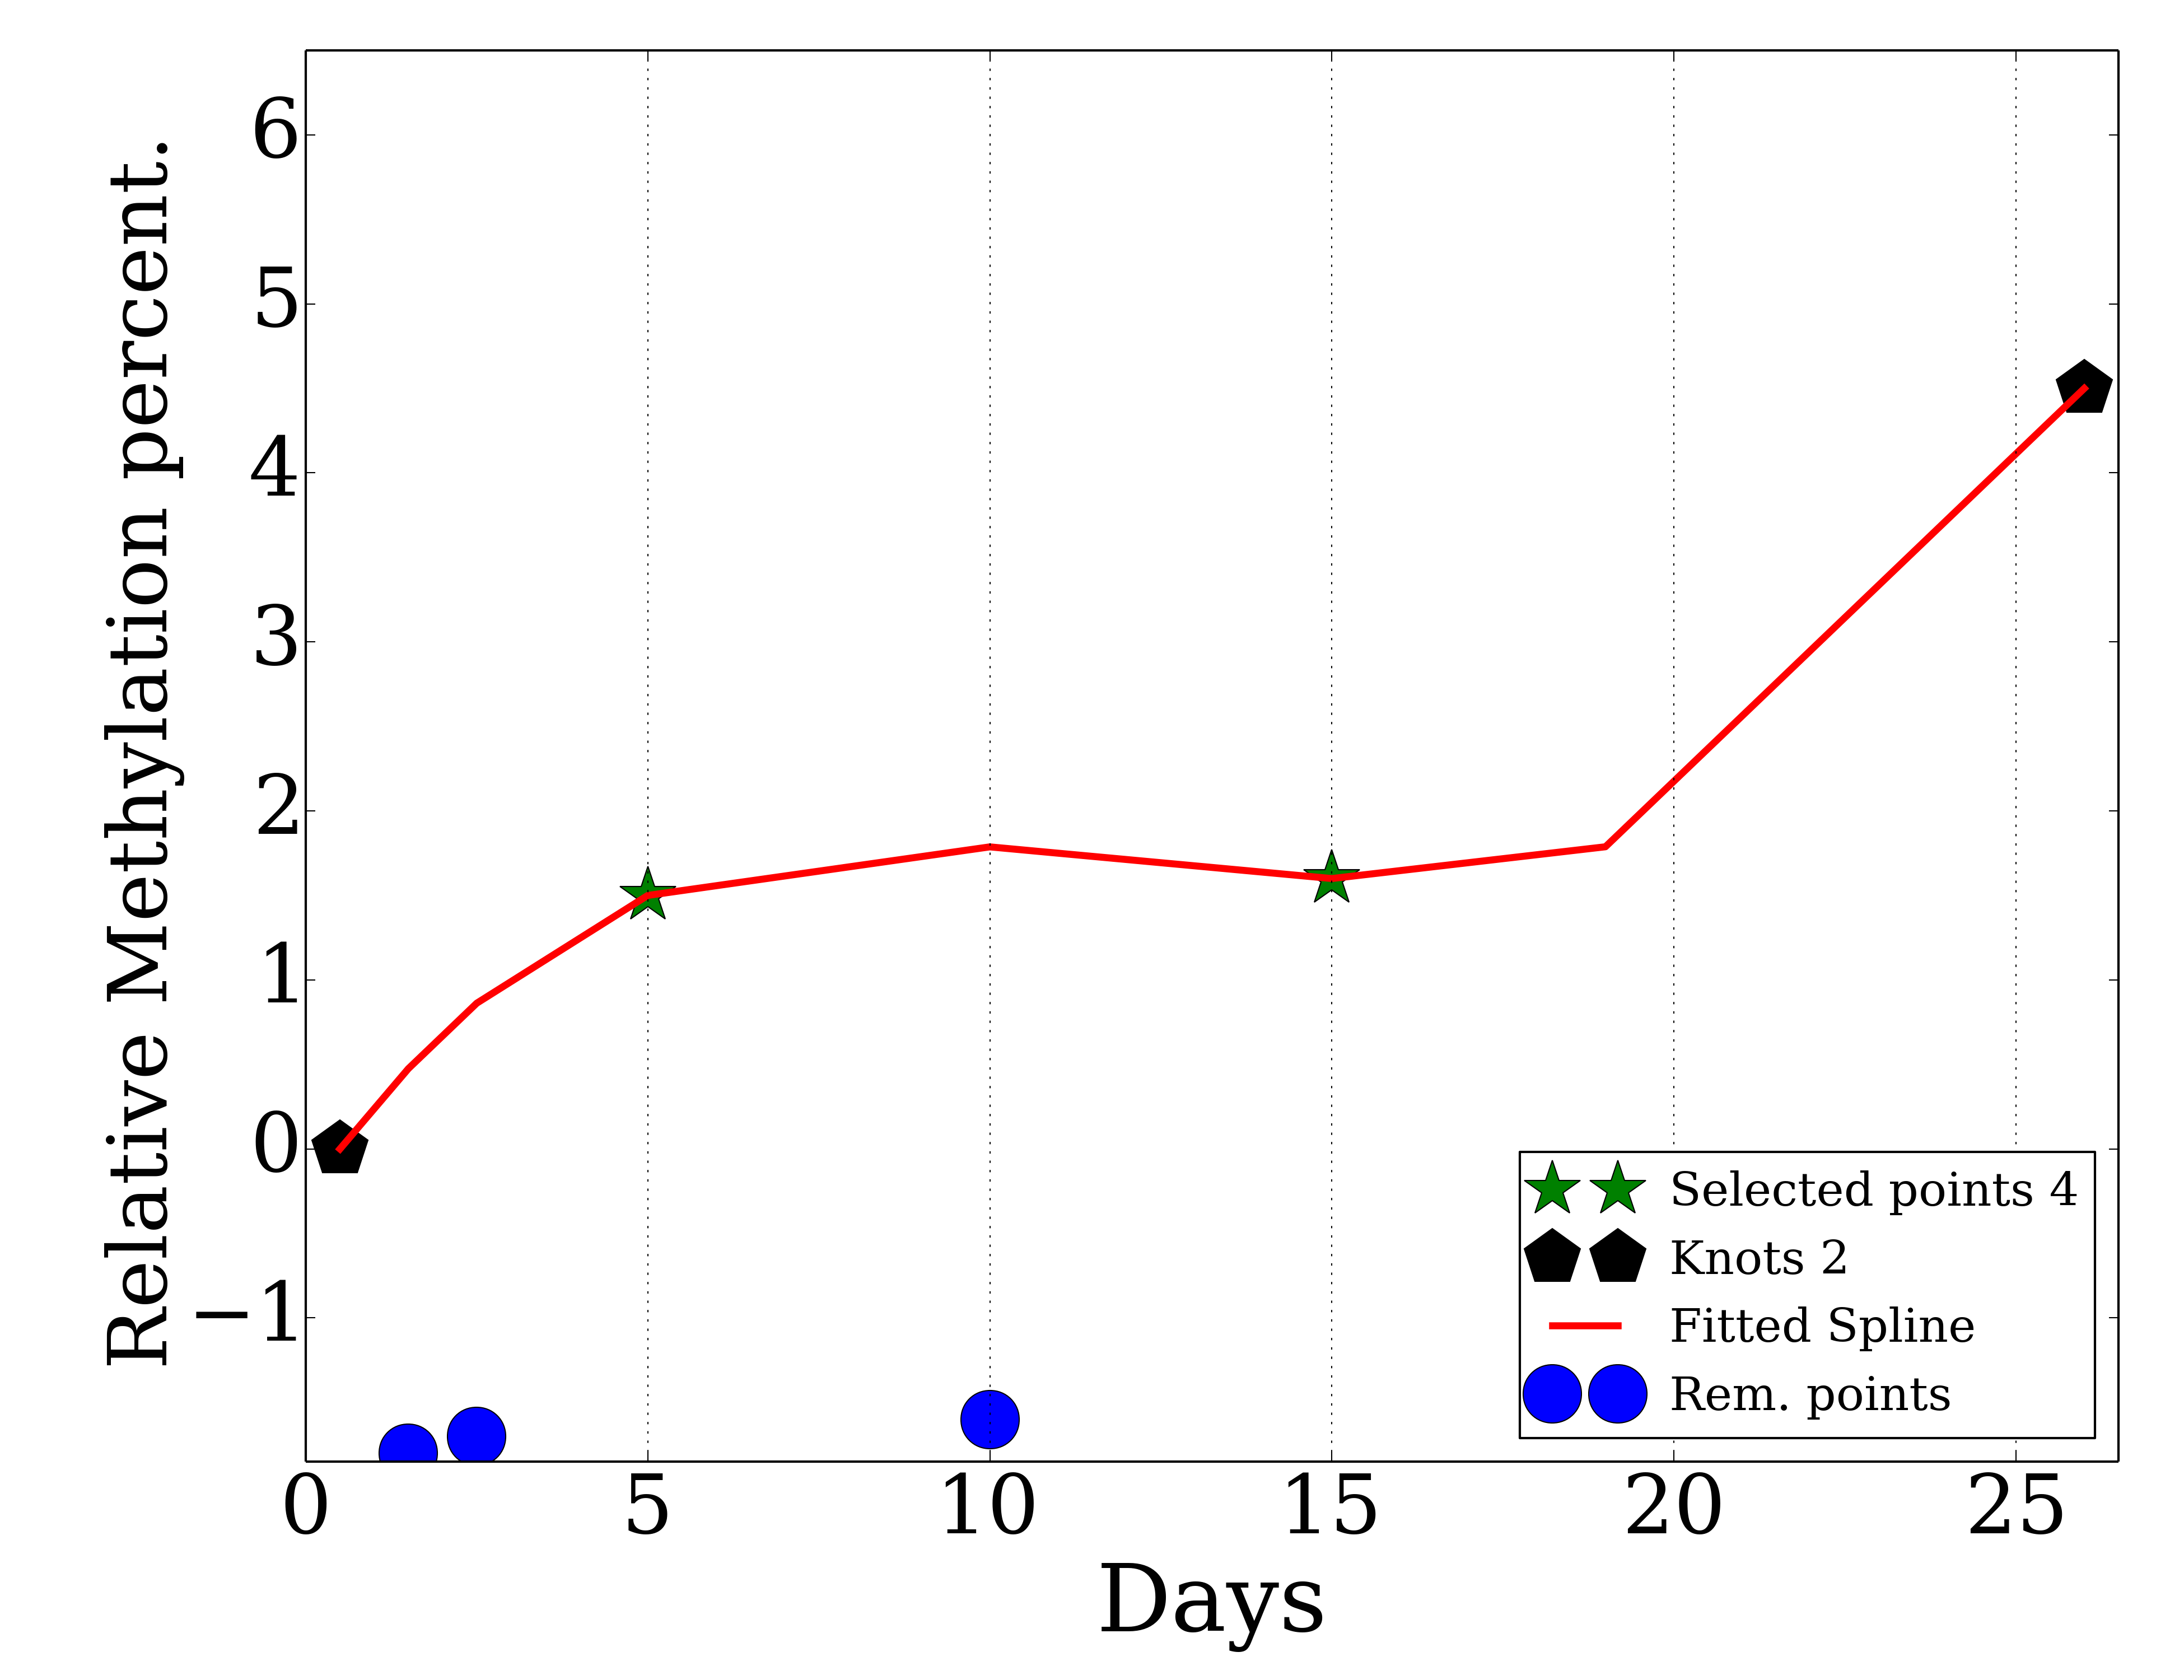 Relative Methylation percent.
6
5
4
3
2
1
0
−1
0 5 10 15 20 25
Days
Selected points 4
Knots 2
Fitted Spline
Rem. points